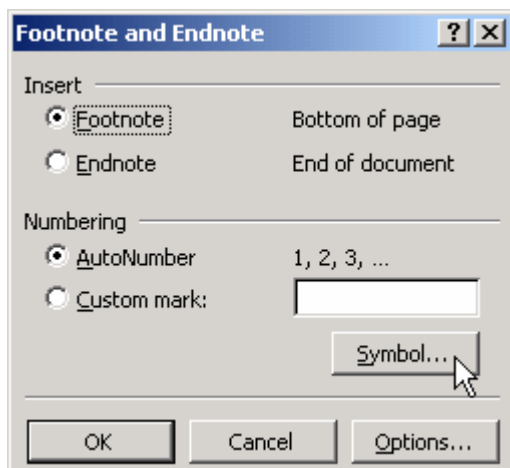 Footnote and Endnote
Insert
Footnote Bottom of page
Endnote End of document
Numbering
AutoNumber 1, 2, 3, ...
Custom mark:
Symbol...
OK Cancel Options...